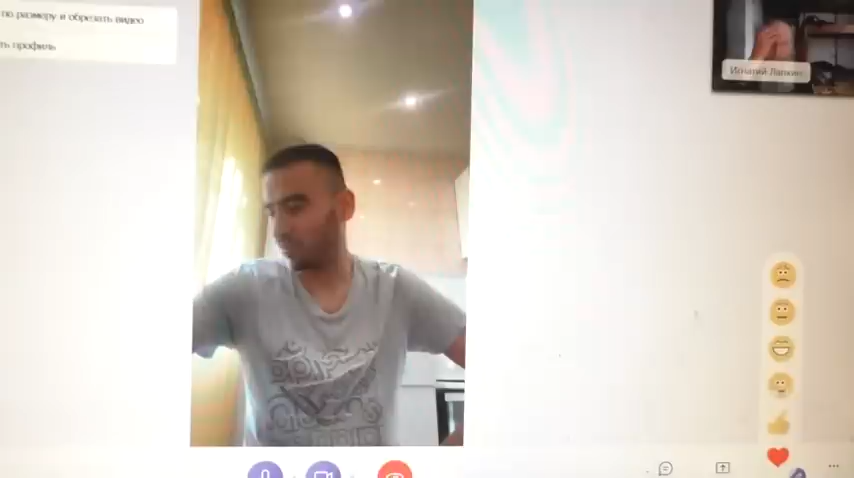 по размеру и обрезать видео
ть профиль
Игнатий Лапкин